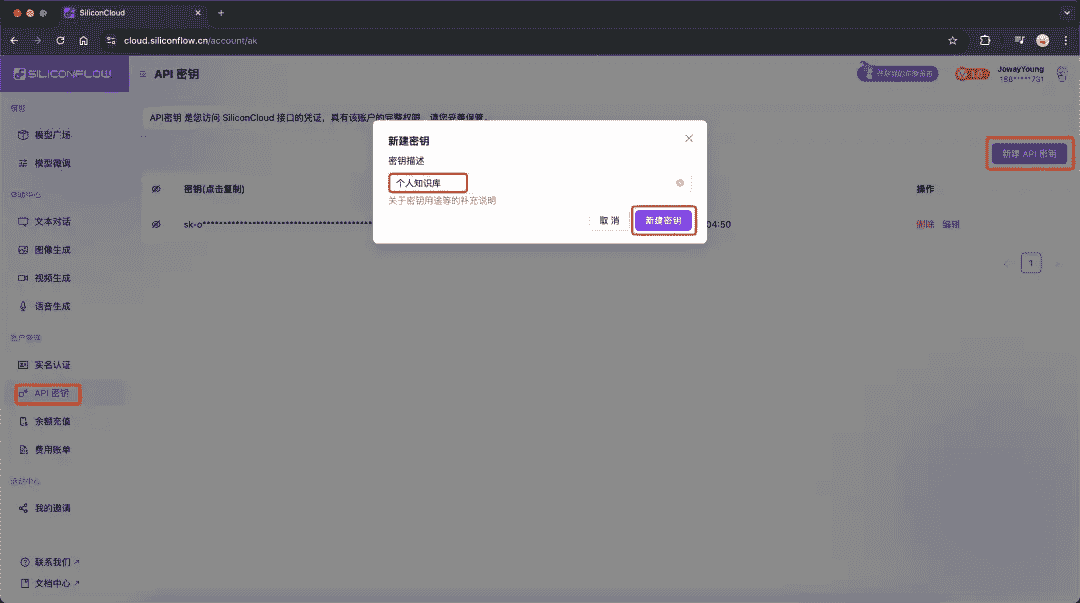 SiliconCloud
cloud.siliconflow.cn/account/ak
SILICONFLOW
API 密钥
JowayYoung
API密钥 是您访问 SiliconCloud 接口的凭证，具有该账户的完整权限，请您妥善保管。
新建 API 密钥
新建密钥
密钥描述
个人知识库
关于密钥用途等的补充说明
取 消
新建密钥
密钥(点击复制)
操作
04:50
删除 编辑
1
模型广场
模型微调
文本对话
图像生成
视频生成
语音生成
实名认证
API 密钥
余额充值
费用账单
我的邀请
联系我们
文档中心